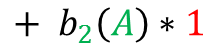 + b₂(A) * 1